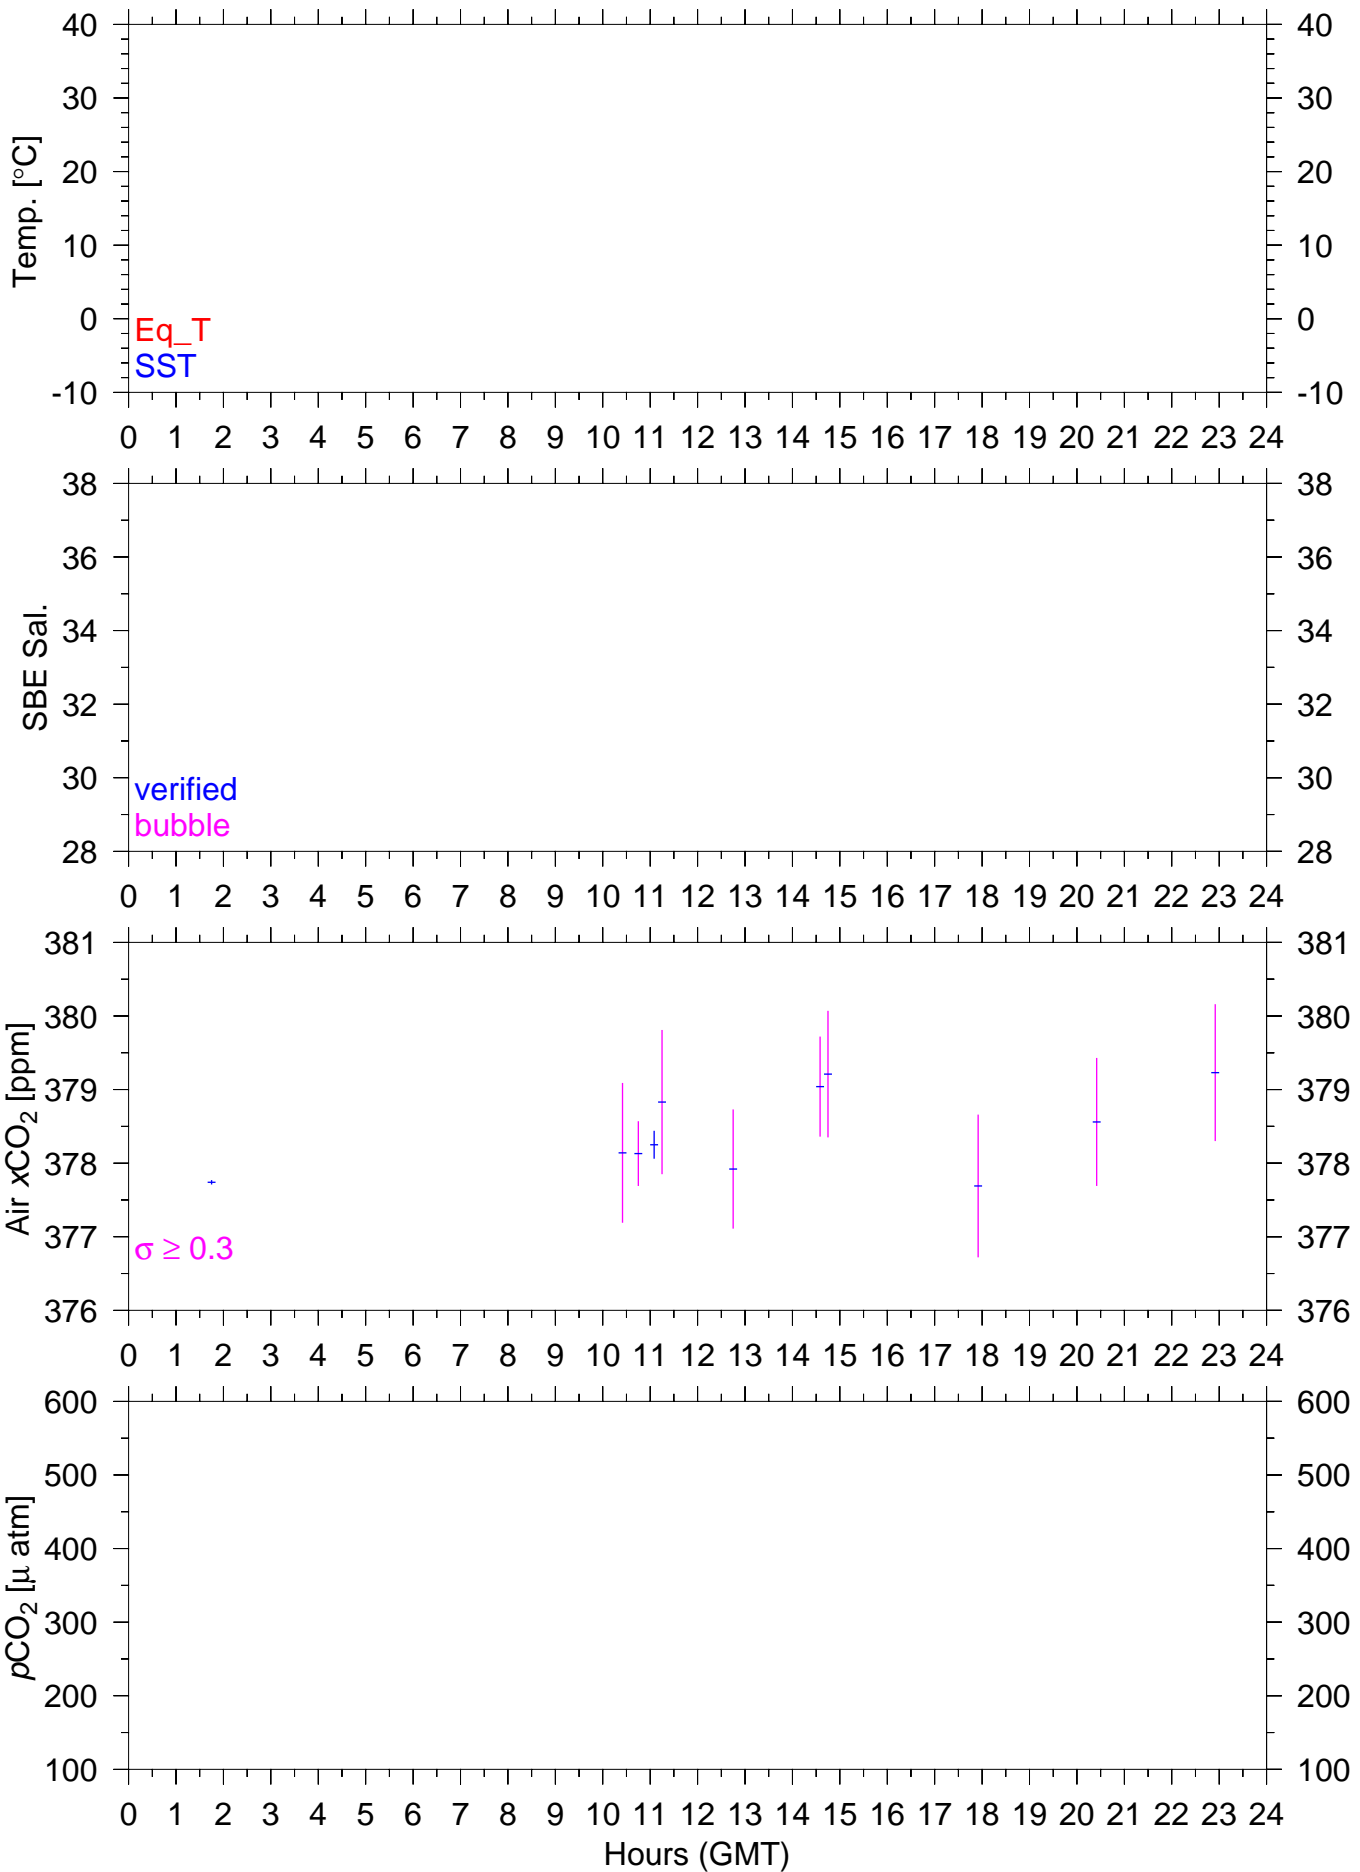 40 40
30 30
Temp. [°C]
20 20
10 10
0 0
Eq_T
SST
-10 -10
0 1 2 3 4 5 6 7 8 9 10 11 12 13 14 15 16 17 18 19 20 21 22 23 24
38 38
36 36
SBE Sal.
34 34
32 32
30 30
verified
bubble
28 28
0 1 2 3 4 5 6 7 8 9 10 11 12 13 14 15 16 17 18 19 20 21 22 23 24
381 381
380 380
Air xCO₂ [ppm]
379 379
378 378
377 377
σ ≥ 0.3
376 376
0 1 2 3 4 5 6 7 8 9 10 11 12 13 14 15 16 17 18 19 20 21 22 23 24
600 600
500 500
pCO₂ [μ atm]
400 400
300 300
200 200
100 100
0 1 2 3 4 5 6 7 8 9 10 11 12 13 14 15 16 17 18 19 20 21 22 23 24
Hours (GMT)